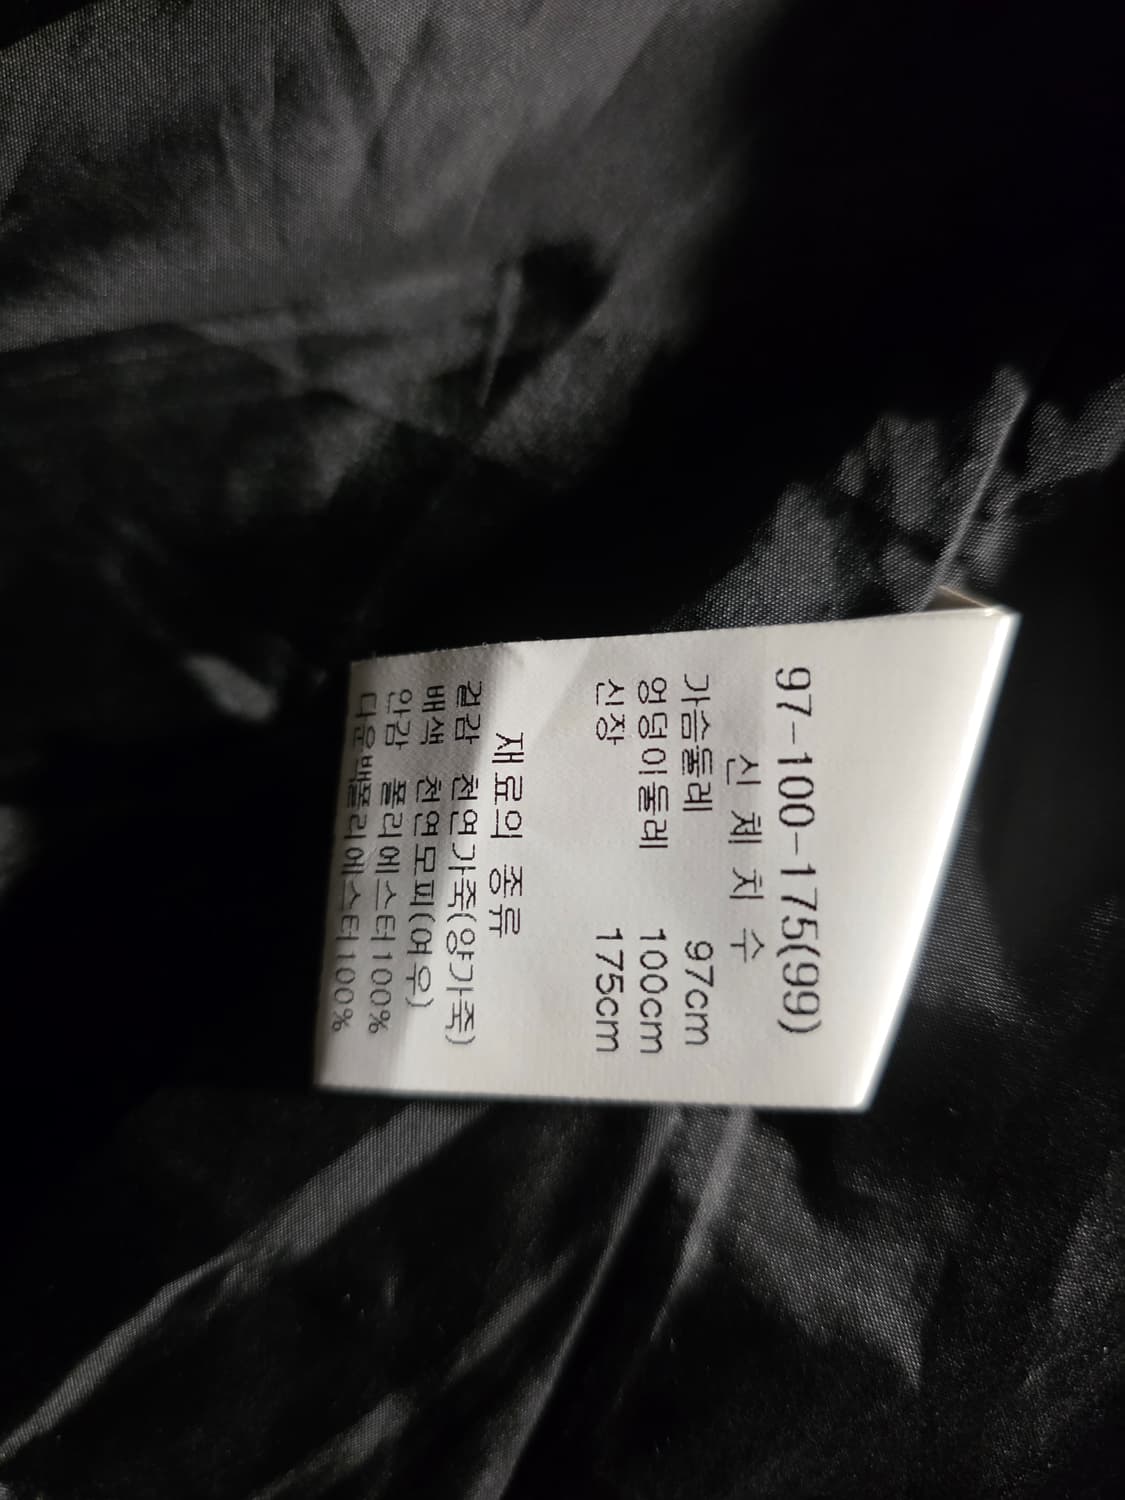 97-100-175(99)
신 체 치 수
가슴둘레 97cm
엉덩이둘레 100cm
신장 175cm
재료의 종류
겉감 천연가죽(양가죽)
배색 천연모피(여우)
안감 폴리에스터100%
다운백폴리에스터100%